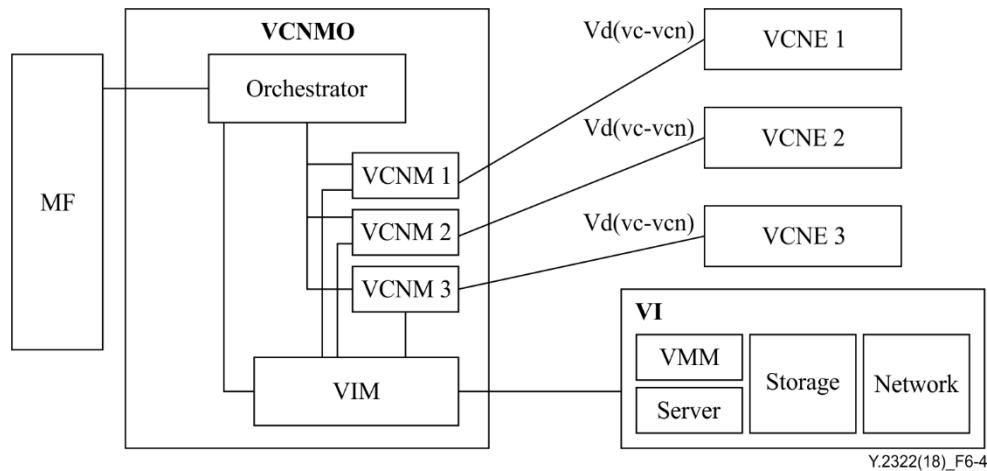 VCNMO
Orchestrator
MF
VCNM 1
VCNM 2
VCNM 3
VIM
Vd(vc-vcn)
VCNE 1
Vd(vc-vcn)
VCNE 2
Vd(vc-vcn)
VCNE 3
VI
VMM
Server
Storage
Network
Y.2322(18)_F6-4